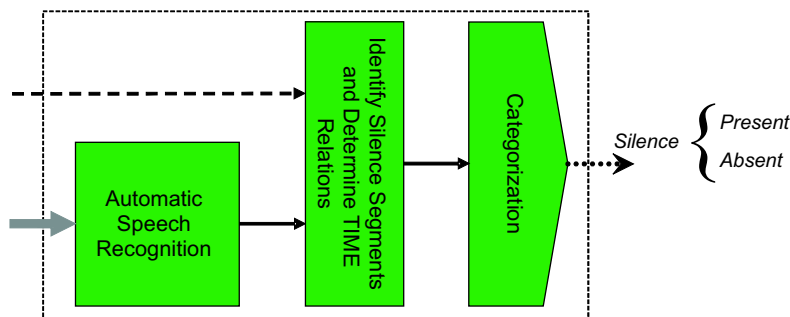 Automatic
Speech
Recognition
Identify Silence Segments
and Determine TIME
Relations
Categorization
Silence
Present
Absent